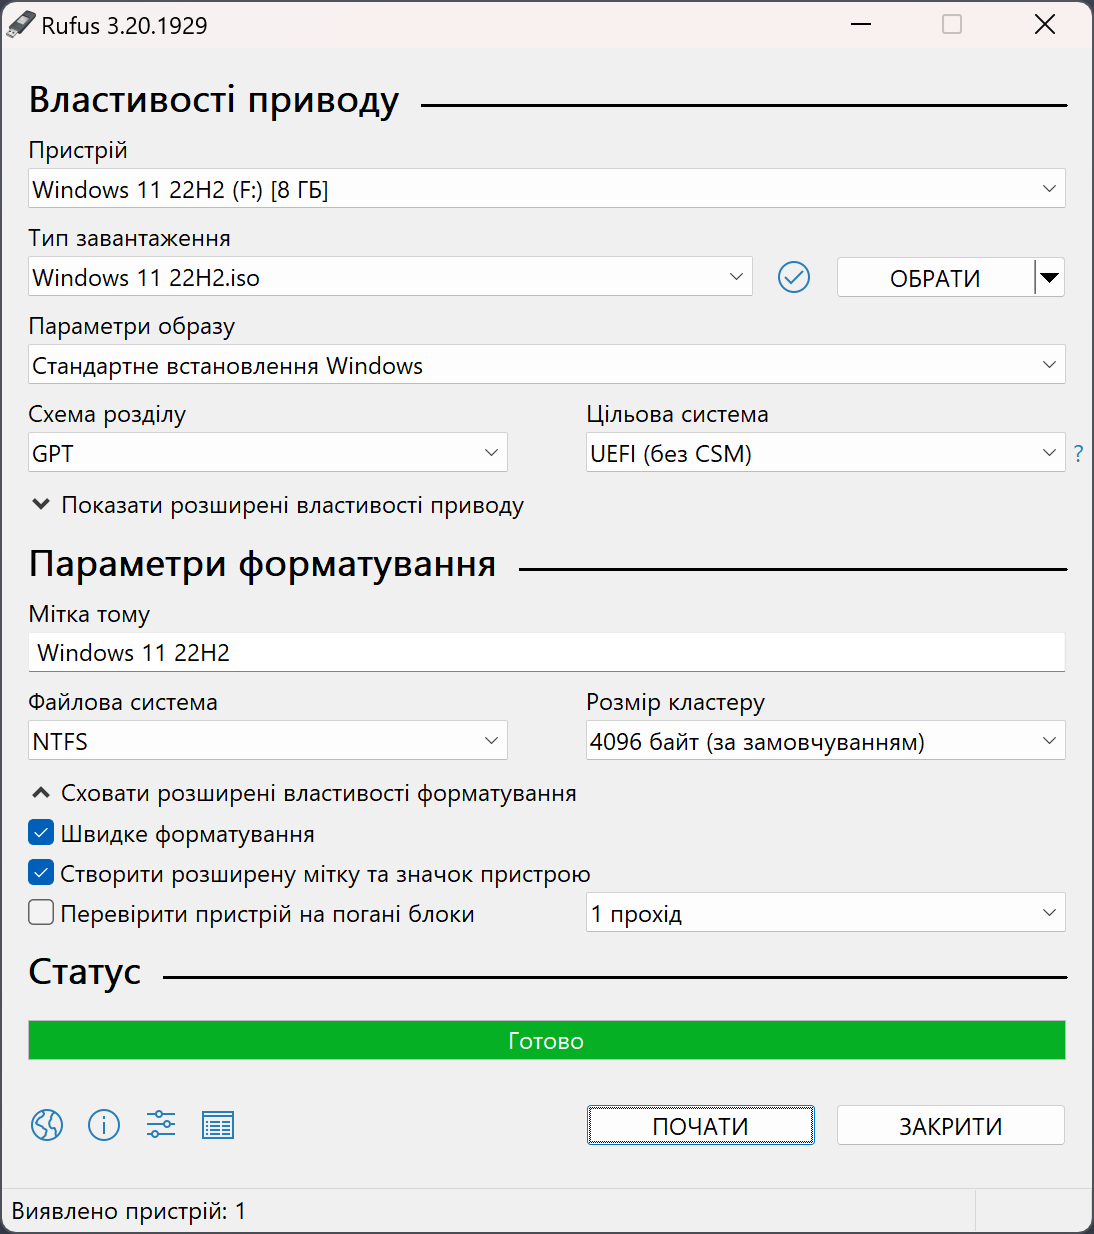 Rufus 3.20.1929
Властивості приводу
Пристрій
Windows 11 22H2 (F:) [8 ГБ]
Тип завантаження
Windows 11 22H2.iso
ОБРАТИ
Параметри образу
Стандартне встановлення Windows
Схема розділу
Цільова система
GPT
UEFI (без CSM)
?
Показати розширені властивості приводу
Параметри форматування
Мітка тому
Windows 11 22H2
Файлова система
Розмір кластеру
NTFS
4096 байт (за замовчуванням)
Сховати розширені властивості форматування
Швидке форматування
Створити розширену мітку та значок пристрою
Перевірити пристрій на погані блоки
1 прохід
Статус
Готово
ПОЧАТИ
ЗАКРИТИ
Виявлено пристрій: 1